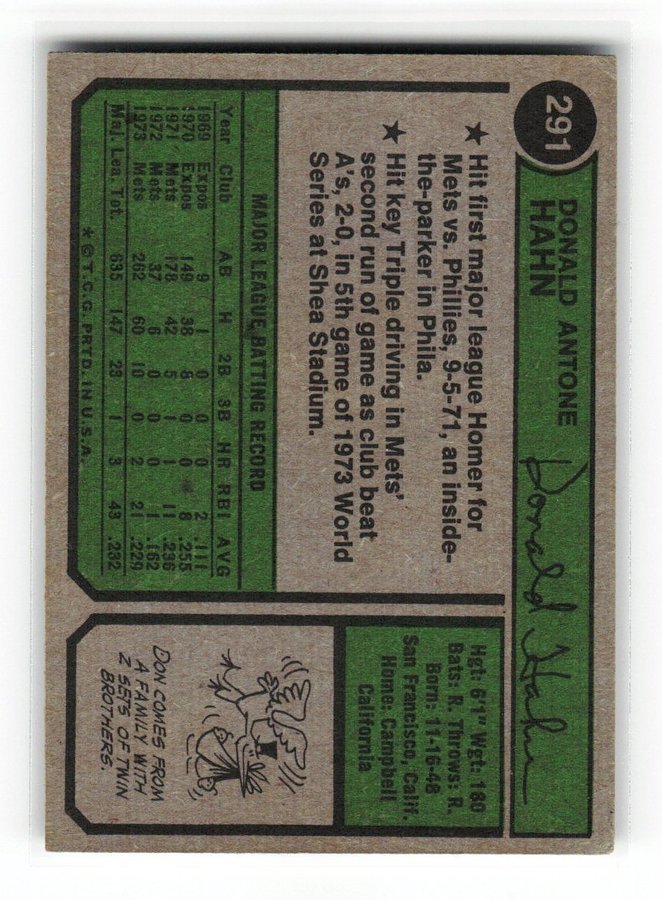 291
DONALD ANTONE
HAHN
Donald Hahn
★ Hit first major league Homer for
Mets vs. Phillies, 9-5-71, an inside-
the-parker in Phila.
★ Hit key Triple driving in Mets'
second run of game as club beat
A's, 2-0, in 5th game of 1973 World
Series at Shea Stadium.
Hgt: 6'1" Wgt: 180
Bats: R. Throws: R.
Born: 11-16-48
San Francisco, Calif.
Home: Campbell
California
MAJOR LEAGUE BATTING RECORD
Year Club AB H 2B 3B HR RBI AVG
1969 Expos 9 1 0 0 0 2 .111
1970 Expos 149 38 8 0 0 8 .255
1971 Mets 178 42 5 1 1 11 .236
1972 Mets 37 6 0 0 0 1 .162
1973 Mets 262 60 10 0 2 21 .229
Maj. Lea. Tot. 635 147 23 1 3 43 .232
*© T.C.G. PRTD. IN U.S.A.
DON COMES FROM
A FAMILY WITH
2 SETS OF TWIN
BROTHERS.